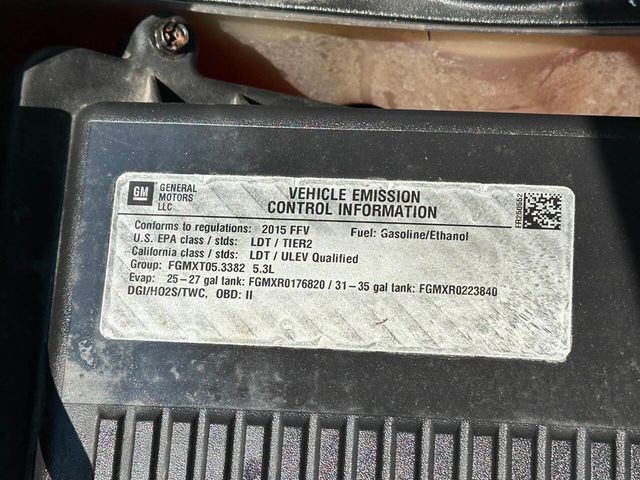 GM
GENERAL
MOTORS
LLC
VEHICLE EMISSION
CONTROL INFORMATION
Conforms to regulations: 2015 FFV Fuel: Gasoline/Ethanol
U.S. EPA class / stds: LDT / TIER2
California class / stds: LDT / ULEV Qualified
Group: FGMXT05.3382 5.3L
Evap: 25-27 gal tank: FGMXR0176820 / 31-35 gal tank: FGMXR0223840
DGI/HO2S/TWC, OBD: II